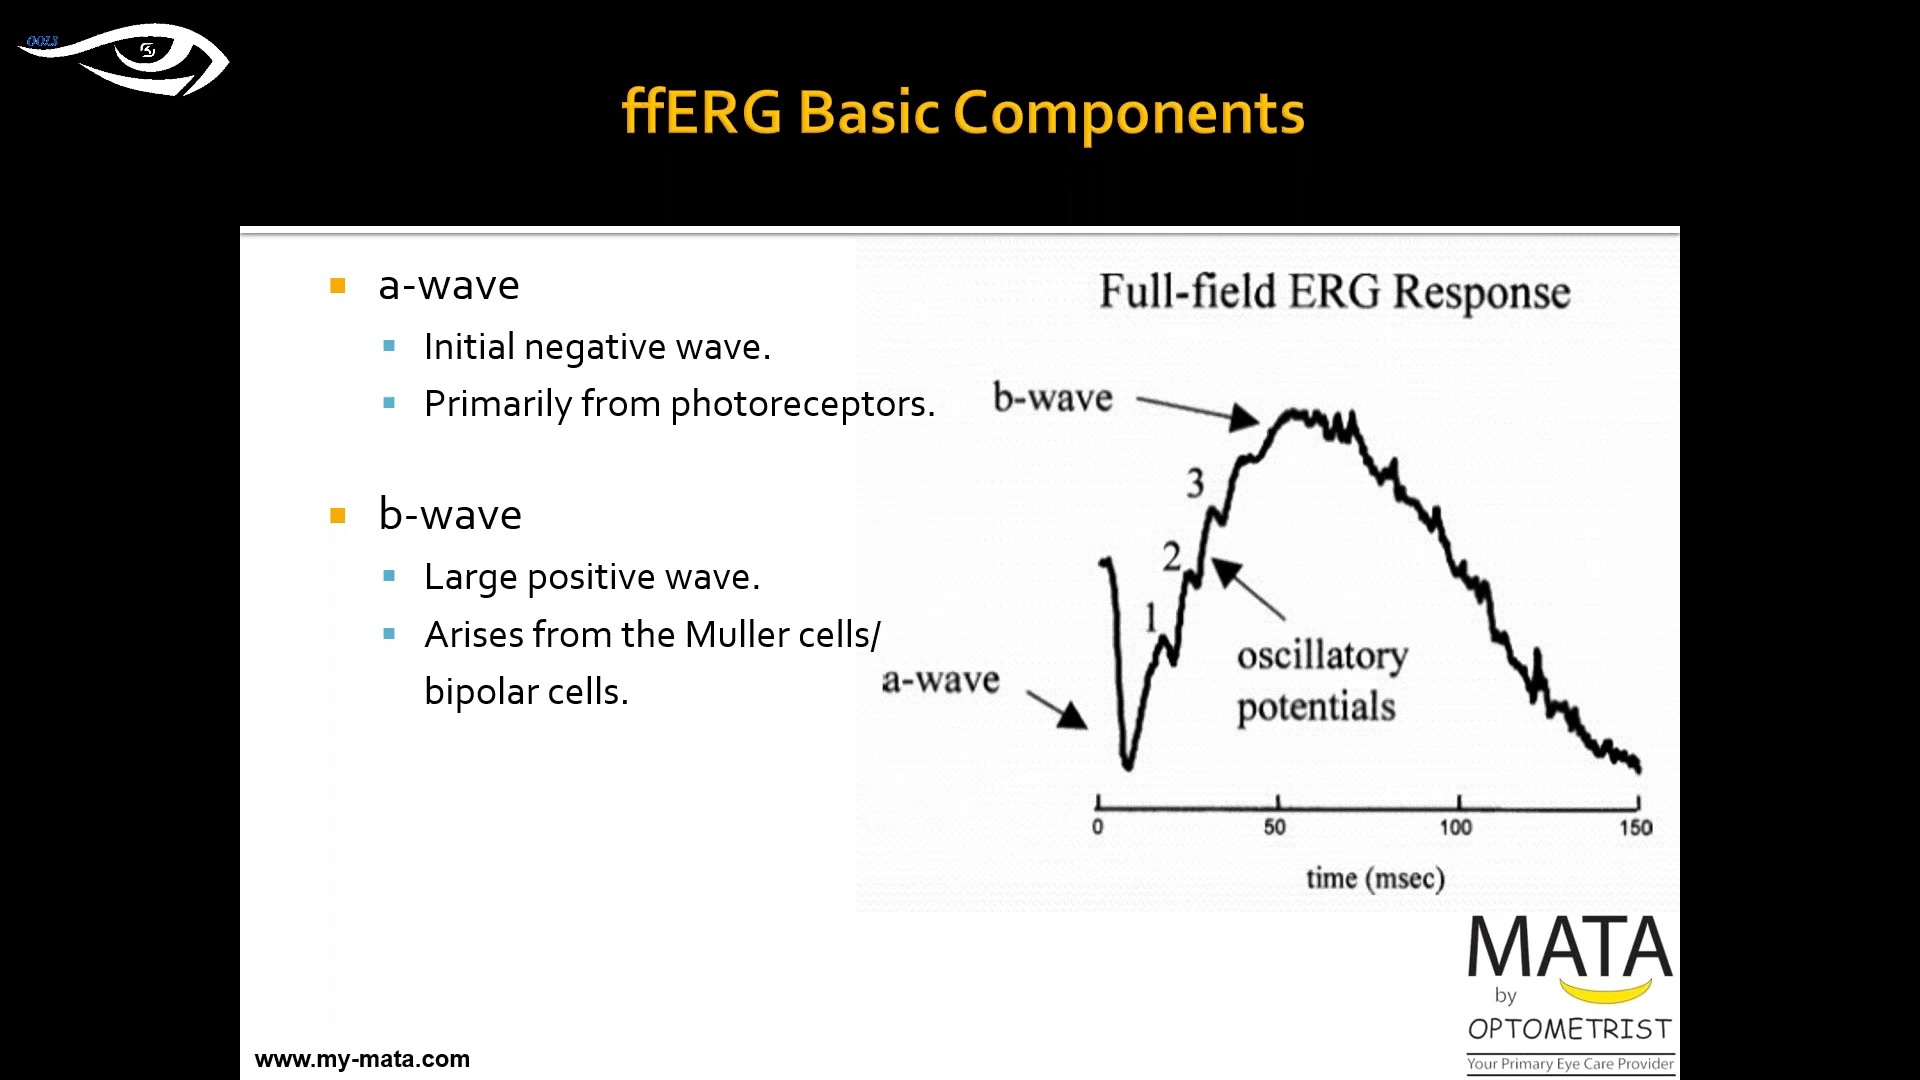 OOLS
ffERG Basic Components
a-wave
Initial negative wave.
Primarily from photoreceptors.
b-wave
Large positive wave.
Arises from the Muller cells/
bipolar cells.
Full-field ERG Response
b-wave
3
2
1
a-wave
oscillatory
potentials
0 50 100 150
time (msec)
MATA
by
OPTOMETRIST
Your Primary Eye Care Provider
www.my-mata.com